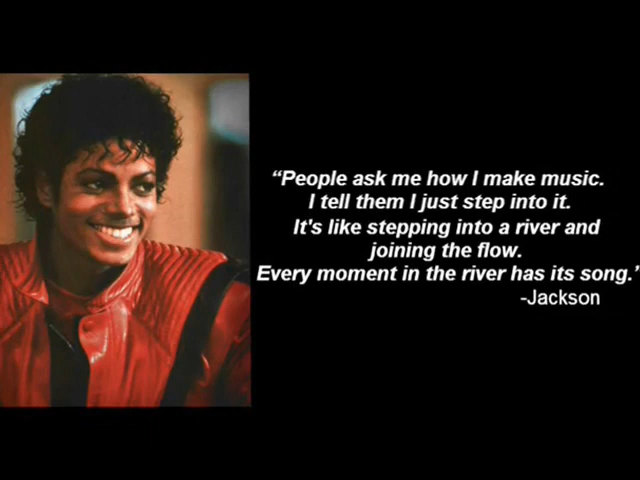 “People ask me how I make music.
I tell them I just step into it.
It's like stepping into a river and
joining the flow.
Every moment in the river has its song.’
-Jackson